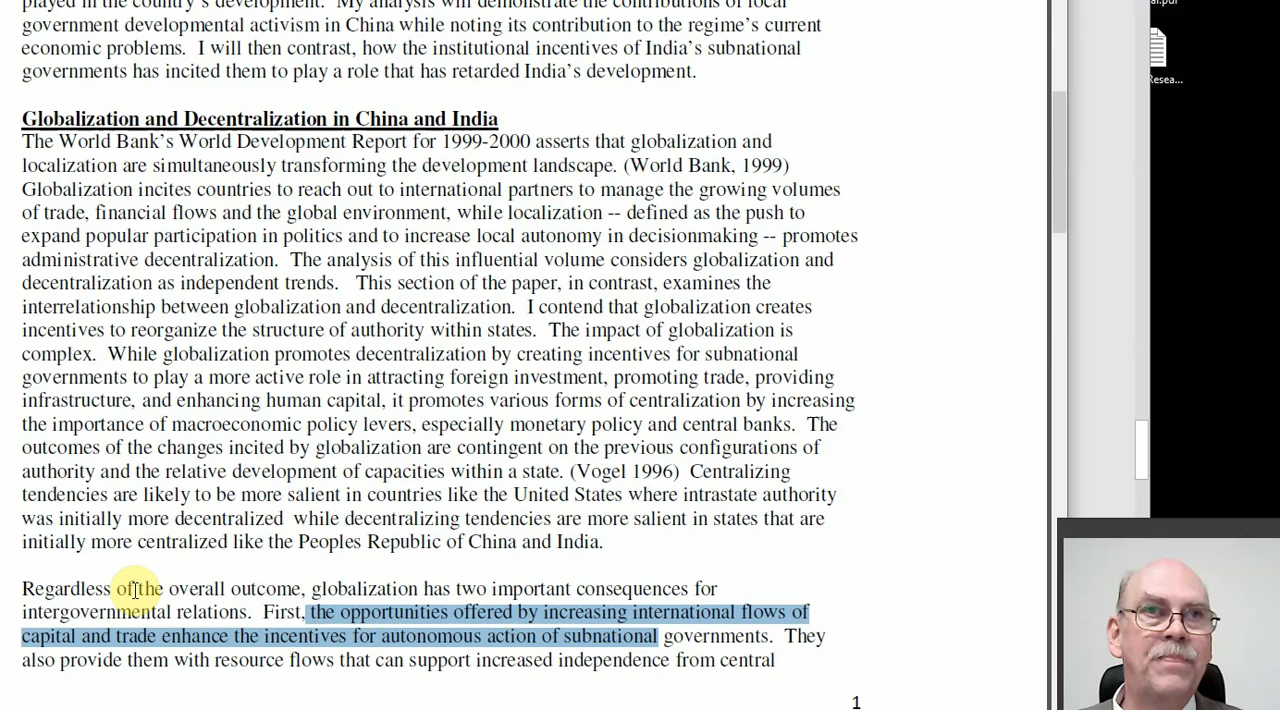 played in the country's development.  My analysis will demonstrate the contributions of local
government developmental activism in China while noting its contribution to the regime's current
economic problems.  I will then contrast, how the institutional incentives of India's subnational
governments has incited them to play a role that has retarded India's development.
Globalization and Decentralization in China and India
The World Bank's World Development Report for 1999-2000 asserts that globalization and
localization are simultaneously transforming the development landscape. (World Bank, 1999)
Globalization incites countries to reach out to international partners to manage the growing volumes
of trade, financial flows and the global environment, while localization -- defined as the push to
expand popular participation in politics and to increase local autonomy in decisionmaking -- promotes
administrative decentralization.  The analysis of this influential volume considers globalization and
decentralization as independent trends.   This section of the paper, in contrast, examines the
interrelationship between globalization and decentralization.  I contend that globalization creates
incentives to reorganize the structure of authority within states.  The impact of globalization is
complex.  While globalization promotes decentralization by creating incentives for subnational
governments to play a more active role in attracting foreign investment, promoting trade, providing
infrastructure, and enhancing human capital, it promotes various forms of centralization by increasing
the importance of macroeconomic policy levers, especially monetary policy and central banks.  The
outcomes of the changes incited by globalization are contingent on the previous configurations of
authority and the relative development of capacities within a state. (Vogel 1996)  Centralizing
tendencies are likely to be more salient in countries like the United States where intrastate authority
was initially more decentralized  while decentralizing tendencies are more salient in states that are
initially more centralized like the Peoples Republic of China and India.
Regardless of the overall outcome, globalization has two important consequences for
intergovernmental relations.  First, the opportunities offered by increasing international flows of
capital and trade enhance the incentives for autonomous action of subnational governments.  They
also provide them with resource flows that can support increased independence from central
1
al.pdf
Resea...